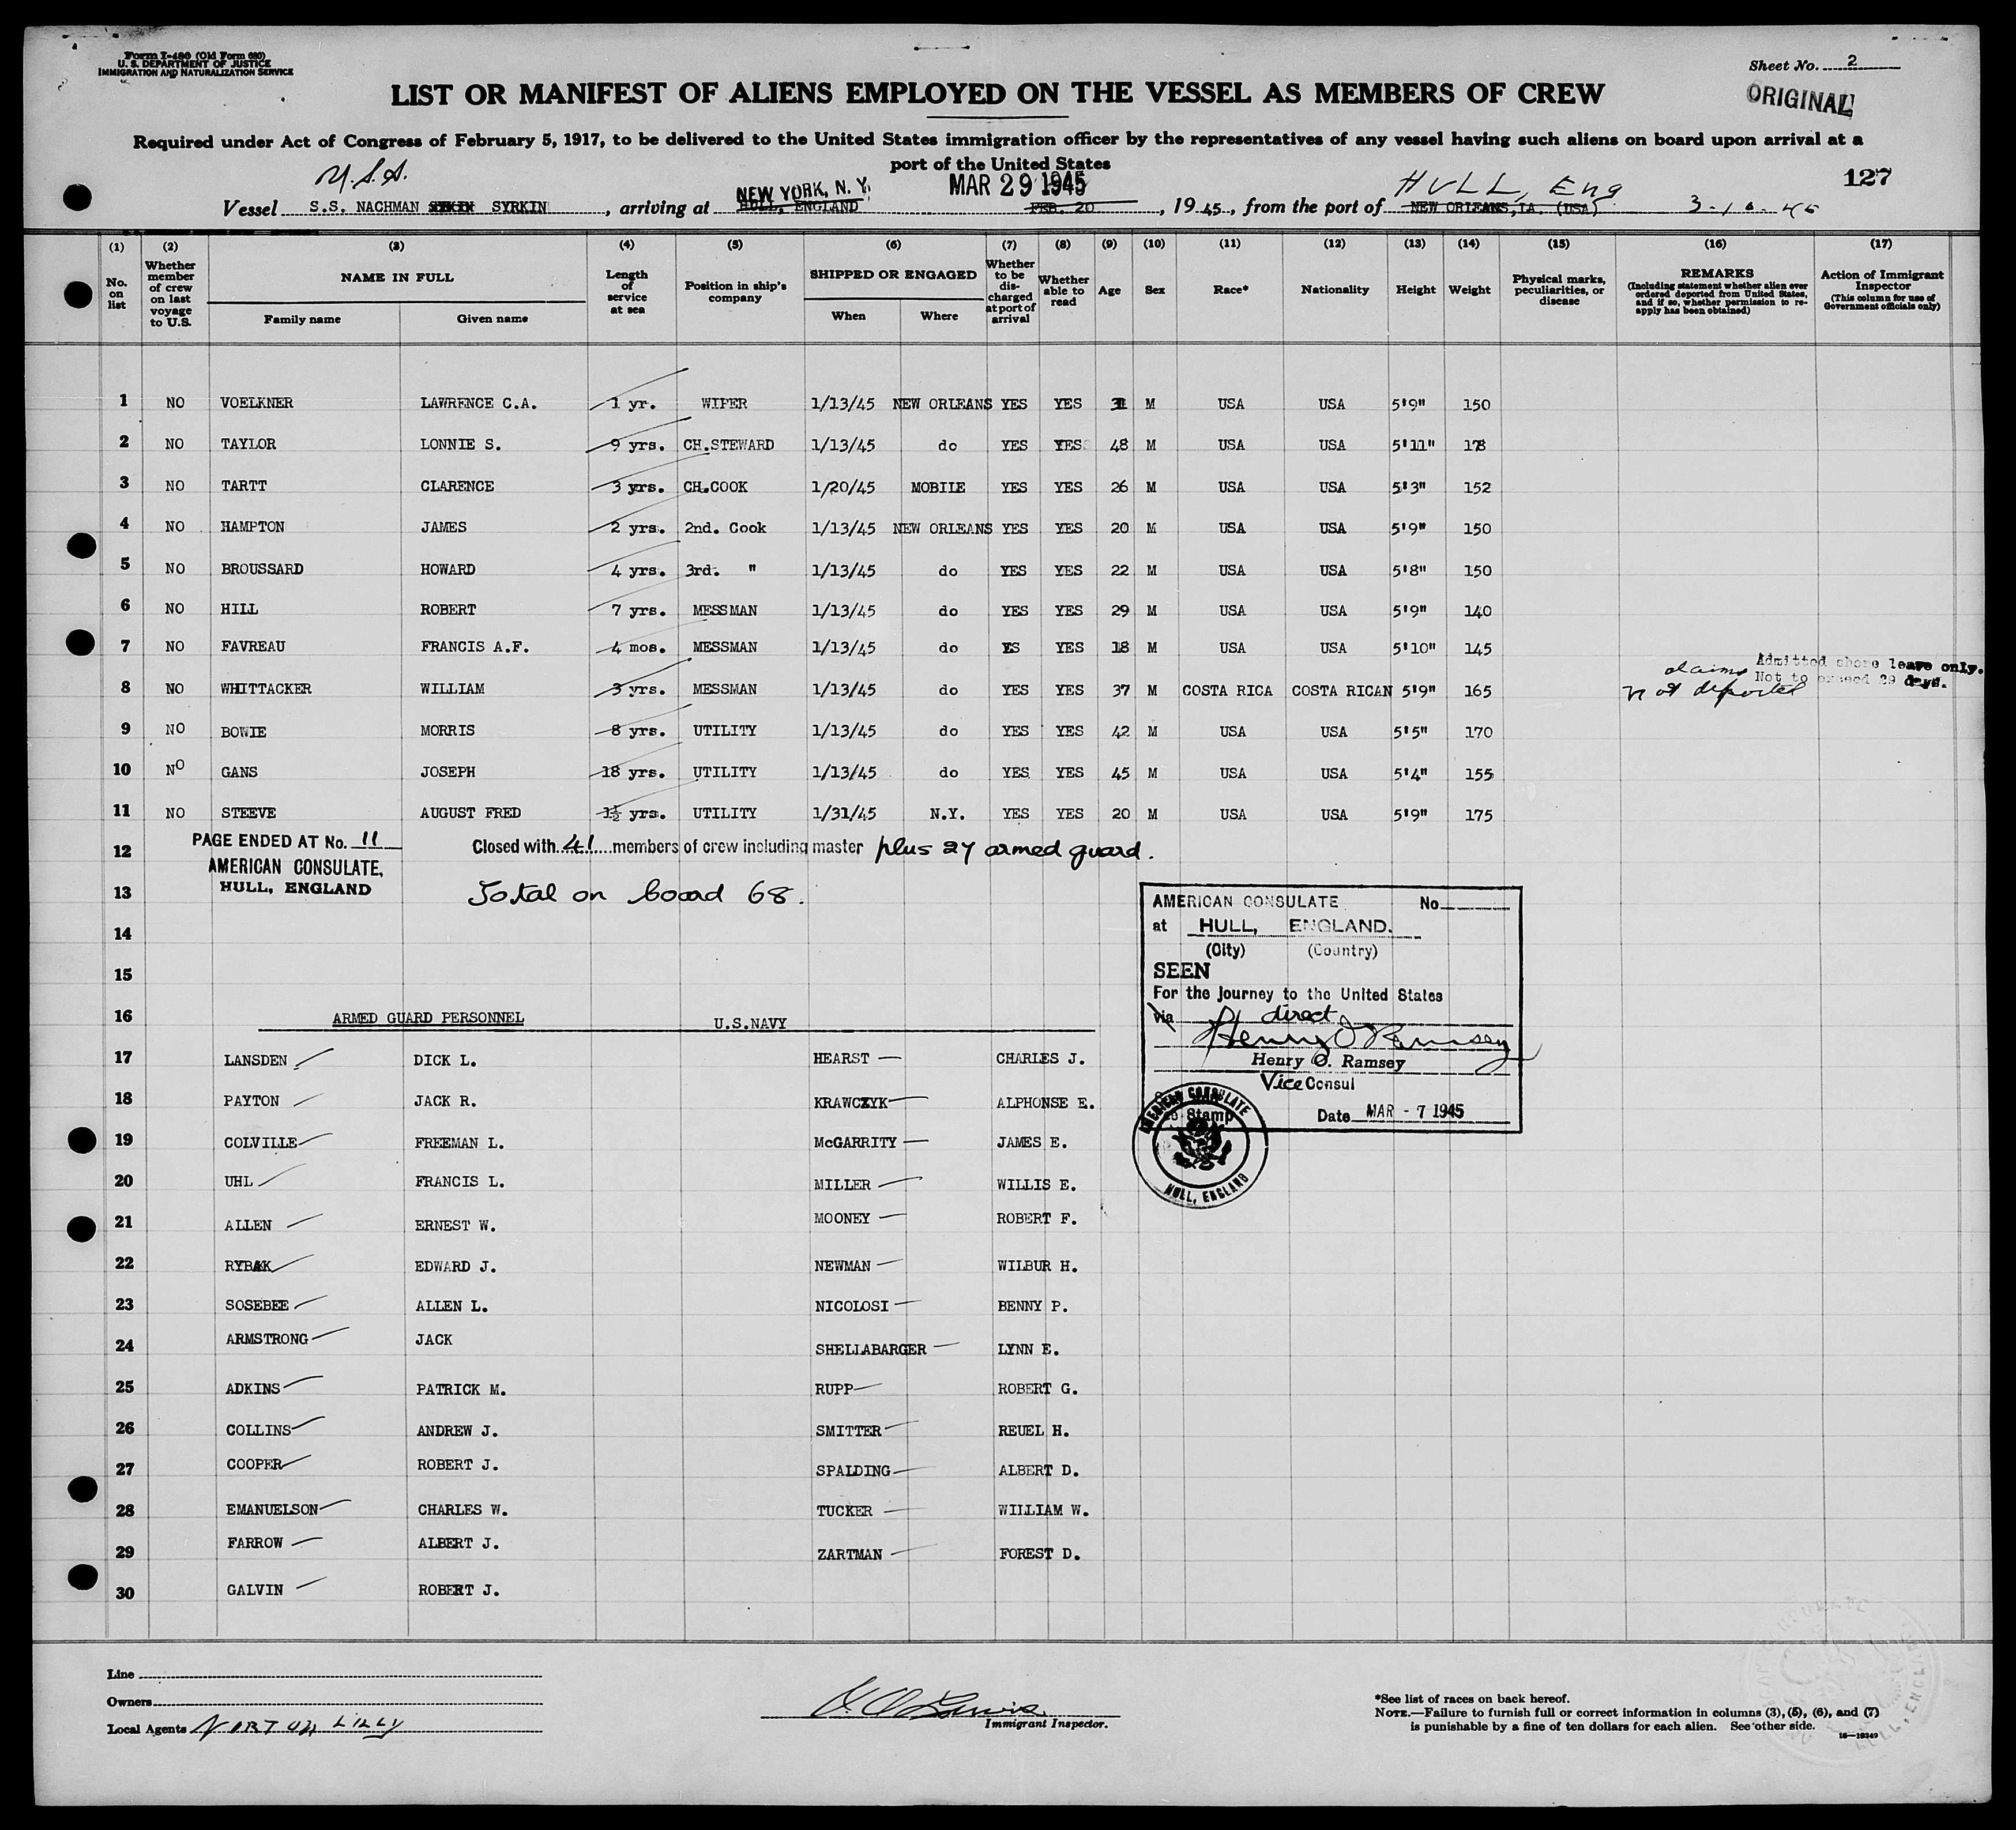 Form I-480 (Old Form 680)
U. S. DEPARTMENT OF JUSTICE
IMMIGRATION AND NATURALIZATION SERVICE
Sheet No. 2
ORIGINAL
LIST OR MANIFEST OF ALIENS EMPLOYED ON THE VESSEL AS MEMBERS OF CREW
Required under Act of Congress of February 5, 1917, to be delivered to the United States immigration officer by the representatives of any vessel having such aliens on board upon arrival at a
port of the United States
127
U.S.A. NEW YORK, N.Y. MAR 29 1945 HULL, Eng
Vessel S.S. NACHMAN SYRKIN, arriving at HULL, ENGLAND FEB. 20, 1945, from the port of NEW ORLEANS, LA. (USA) 3-10-45
(1) (2) (3) (4) (5) (6) (7) (8) (9) (10) (11) (12) (13) (14) (15) (16) (17)
No. on list
Whether member of crew on last voyage to U.S.
NAME IN FULL
Family name
Given name
Length of service at sea
Position in ship's company
SHIPPED OR ENGAGED
When
Where
Whether to be discharged at port of arrival
Whether able to read
Age
Sex
Race*
Nationality
Height
Weight
Physical marks, peculiarities, or disease
REMARKS
(Including statement whether alien ever ordered deported from United States, and if so, whether permission to reapply has been obtained)
Action of Immigrant Inspector
(This column for use of Government officials only)
1 NO VOELKNER LAWRENCE C.A. 1 yr. WIPER 1/13/45 NEW ORLEANS YES YES 31 M USA USA 5'9" 150
2 NO TAYLOR LONNIE S. 9 yrs. CH.STEWARD 1/13/45 do YES YES 48 M USA USA 5'11" 178
3 NO TARTT CLARENCE 3 yrs. CH.COOK 1/20/45 MOBILE YES YES 26 M USA USA 5'3" 152
4 NO HAMPTON JAMES 2 yrs. 2nd. Cook 1/13/45 NEW ORLEANS YES YES 20 M USA USA 5'9" 150
5 NO BROUSSARD HOWARD 4 yrs. 3rd. " 1/13/45 do YES YES 22 M USA USA 5'8" 150
6 NO HILL ROBERT 7 yrs. MESSMAN 1/13/45 do YES YES 29 M USA USA 5'9" 140
7 NO FAVREAU FRANCIS A.F. 4 mos. MESSMAN 1/13/45 do YES YES 18 M USA USA 5'10" 145
8 NO WHITTACKER WILLIAM 3 yrs. MESSMAN 1/13/45 do YES YES 37 M COSTA RICA COSTA RICAN 5'9" 165 claims not deported Admitted shore leave only. Not to exceed 29 days.
9 NO BOWIE MORRIS 8 yrs. UTILITY 1/13/45 do YES YES 42 M USA USA 5'5" 170
10 NO GANS JOSEPH 18 yrs. UTILITY 1/13/45 do YES YES 45 M USA USA 5'4" 155
11 NO STEEVE AUGUST FRED 1½ yrs. UTILITY 1/31/45 N.Y. YES YES 20 M USA USA 5'9" 175
PAGE ENDED AT No. 11
12 Closed with 41 members of crew including master plus 27 armed guard.
AMERICAN CONSULATE,
HULL, ENGLAND
13 Total on board 68.
14
15
AMERICAN CONSULATE No.
at HULL, ENGLAND.
(City) (Country)
SEEN
For the journey to the United States
via direct
Henry O Ramsey
Henry O. Ramsey
Vice Consul
Stamp
Date MAR - 7 1945
AMERICAN CONSULATE
HULL, ENGLAND
16 ARMED GUARD PERSONNEL U.S.NAVY
17 LANSDEN DICK L. HEARST CHARLES J.
18 PAYTON JACK R. KRAWCZYK ALPHONSE E.
19 COLVILLE FREEMAN L. McGARRITY JAMES E.
20 UHL FRANCIS L. MILLER WILLIS E.
21 ALLEN ERNEST W. MOONEY ROBERT F.
22 RYBAK EDWARD J. NEWMAN WILBUR H.
23 SOSEBEE ALLEN L. NICOLOSI BENNY P.
24 ARMSTRONG JACK SHELLABARGER LYNN E.
25 ADKINS PATRICK M. RUPP ROBERT G.
26 COLLINS ANDREW J. SMITTER REUEL H.
27 COOPER ROBERT J. SPALDING ALBERT D.
28 EMANUELSON CHARLES W. TUCKER WILLIAM W.
29 FARROW ALBERT J. ZARTMAN FOREST D.
30 GALVIN ROBERT J.
Line
Owners
Local Agents NORTON LILLY
Immigrant Inspector.
*See list of races on back hereof.
NOTE.—Failure to furnish full or correct information in columns (3), (5), (6), and (7)
is punishable by a fine of ten dollars for each alien. See other side.
16—19349